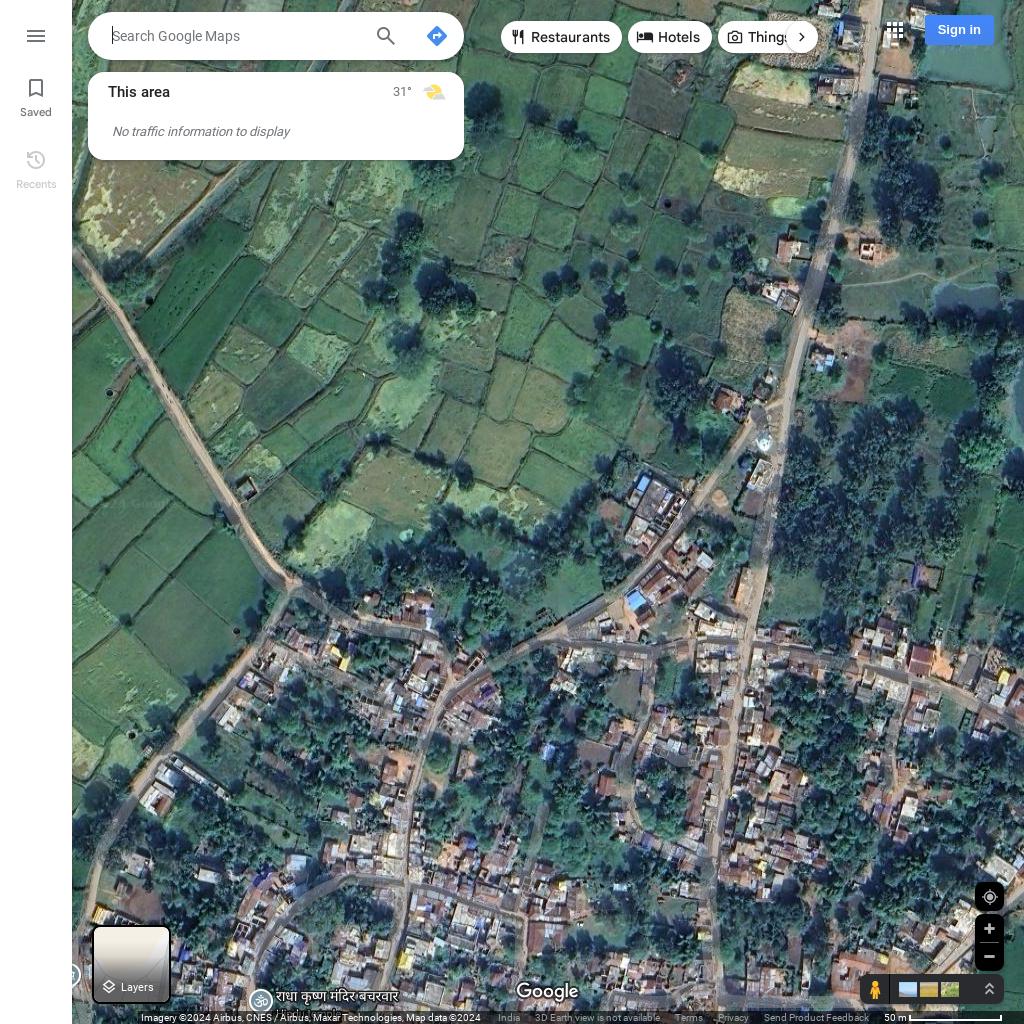 Search Google Maps
Restaurants
Hotels
Things
Sign in
This area
31°
No traffic information to display
Saved
Recents
Layers
राधा कृष्ण मंदिर बचरवार
Google
Imagery ©2024 Airbus, CNES / Airbus, Maxar Technologies, Map data ©2024 India 3D Earth view is not available Terms Privacy Send Product Feedback 50 m